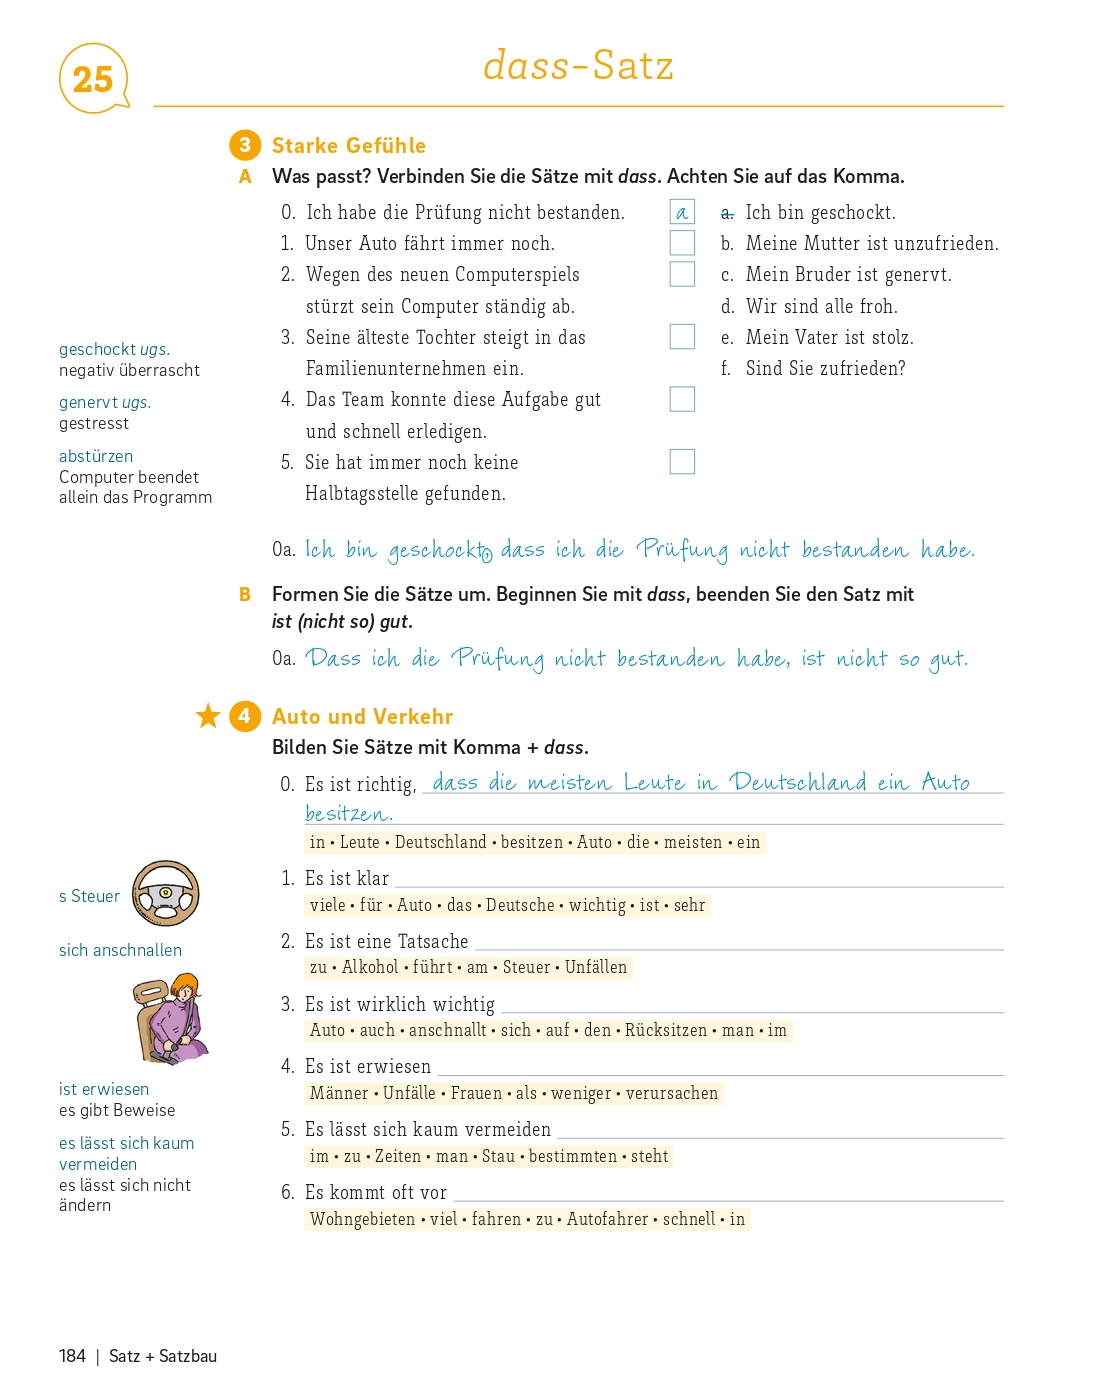 25
dass-Satz
3 Starke Gefühle
A Was passt? Verbinden Sie die Sätze mit dass. Achten Sie auf das Komma.
0. Ich habe die Prüfung nicht bestanden. a a. Ich bin geschockt.
1. Unser Auto fährt immer noch. b. Meine Mutter ist unzufrieden.
2. Wegen des neuen Computerspiels c. Mein Bruder ist genervt.
stürzt sein Computer ständig ab. d. Wir sind alle froh.
3. Seine älteste Tochter steigt in das e. Mein Vater ist stolz.
Familienunternehmen ein. f. Sind Sie zufrieden?
4. Das Team konnte diese Aufgabe gut
und schnell erledigen.
5. Sie hat immer noch keine
Halbtagsstelle gefunden.
geschockt ugs.
negativ überrascht
genervt ugs.
gestresst
abstürzen
Computer beendet
allein das Programm
0a. Ich bin geschockt, dass ich die Prüfung nicht bestanden habe.
B Formen Sie die Sätze um. Beginnen Sie mit dass, beenden Sie den Satz mit
ist (nicht so) gut.
0a. Dass ich die Prüfung nicht bestanden habe, ist nicht so gut.
4 Auto und Verkehr
Bilden Sie Sätze mit Komma + dass.
0. Es ist richtig, dass die meisten Leute in Deutschland ein Auto
besitzen.
in • Leute • Deutschland • besitzen • Auto • die • meisten • ein
1. Es ist klar
viele • für • Auto • das • Deutsche • wichtig • ist • sehr
2. Es ist eine Tatsache
zu • Alkohol • führt • am • Steuer • Unfällen
3. Es ist wirklich wichtig
Auto • auch • anschnallt • sich • auf • den • Rücksitzen • man • im
4. Es ist erwiesen
Männer • Unfälle • Frauen • als • weniger • verursachen
5. Es lässt sich kaum vermeiden
im • zu • Zeiten • man • Stau • bestimmten • steht
6. Es kommt oft vor
Wohngebieten • viel • fahren • zu • Autofahrer • schnell • in
s Steuer
sich anschnallen
ist erwiesen
es gibt Beweise
es lässt sich kaum
vermeiden
es lässt sich nicht
ändern
184 | Satz + Satzbau